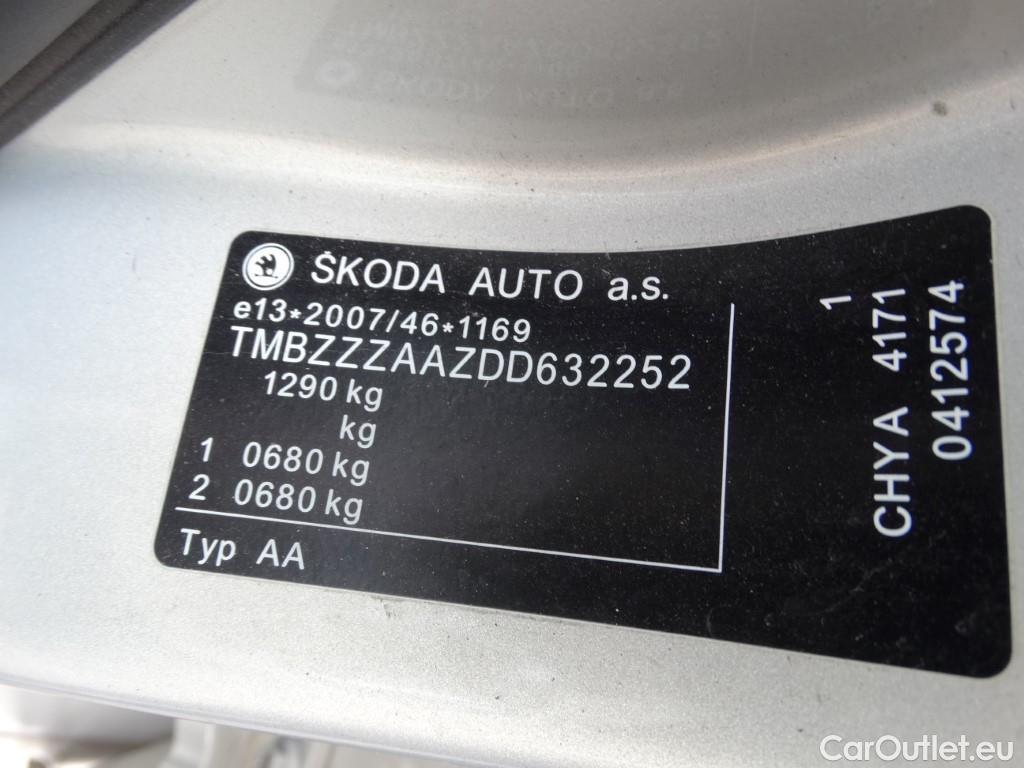 ŠKODA AUTO a.s.
e13*2007/46*1169
TMBZZZAAZDD632252
1290 kg
kg
1 0680 kg
2 0680 kg
Typ AA
1
CHYA 4171
0412574
CarOutlet.eu